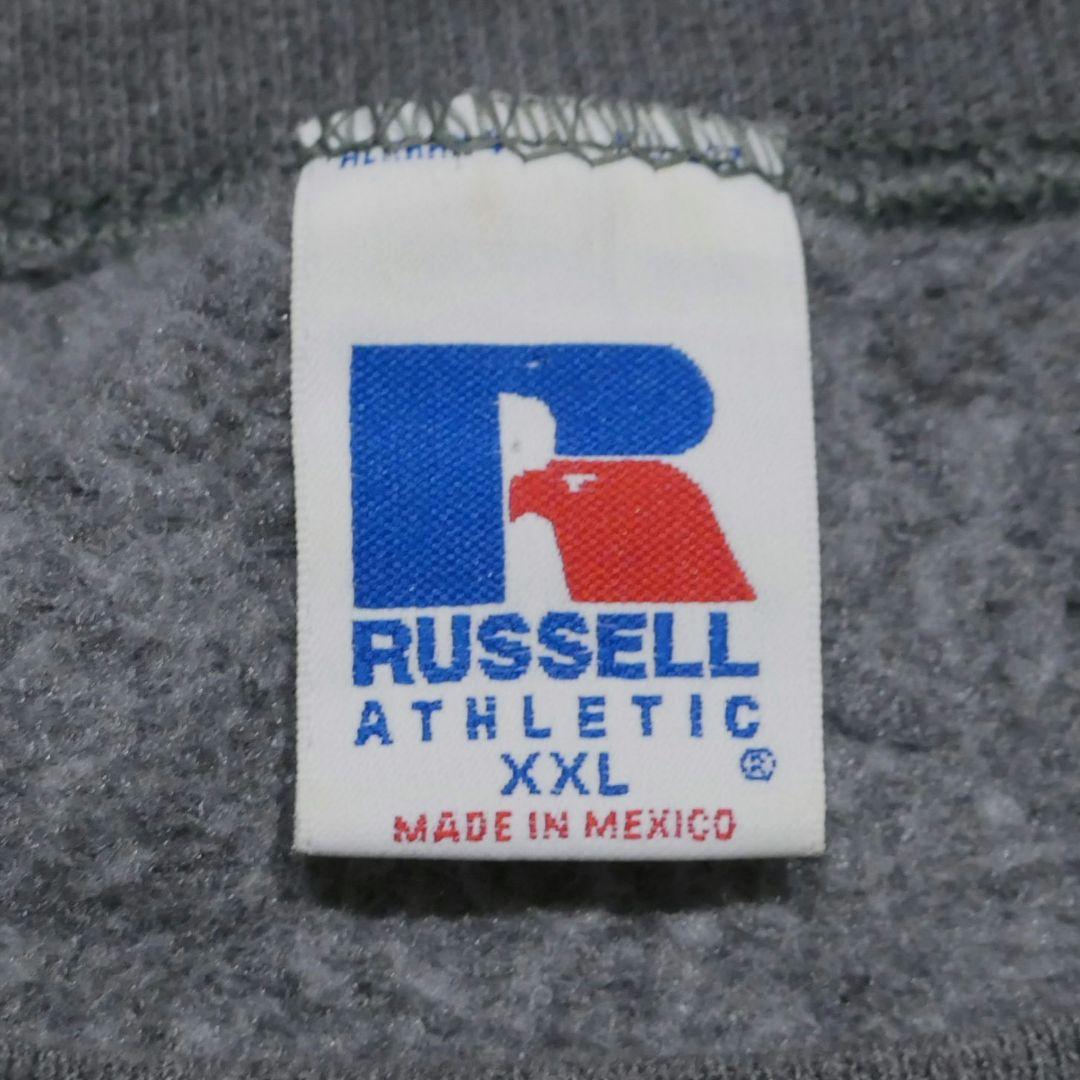 RUSSELL
ATHLETIC
XXL ®
MADE IN MEXICO